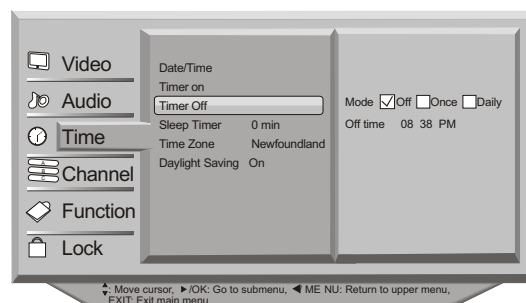 Video
Audio
Time
Channel
Function
Lock
Date/Time
Timer on
Timer Off
Sleep Timer 0 min
Time Zone Newfoundland
Daylight Saving On
Mode Off Once Daily
Off time 08 38 PM
: Move cursor, /OK: Go to submenu, ME NU: Return to upper menu,
EXIT: Exit main menu